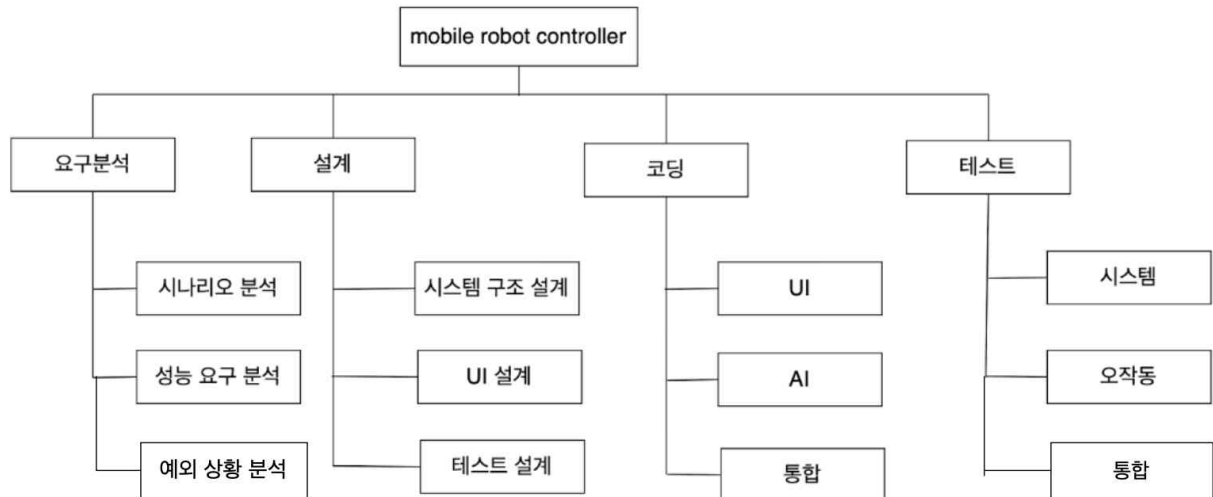 mobile robot controller
요구분석
설계
코딩
테스트
시나리오 분석
시스템 구조 설계
UI
시스템
성능 요구 분석
UI 설계
AI
오작동
예외 상황 분석
테스트 설계
통합
통합